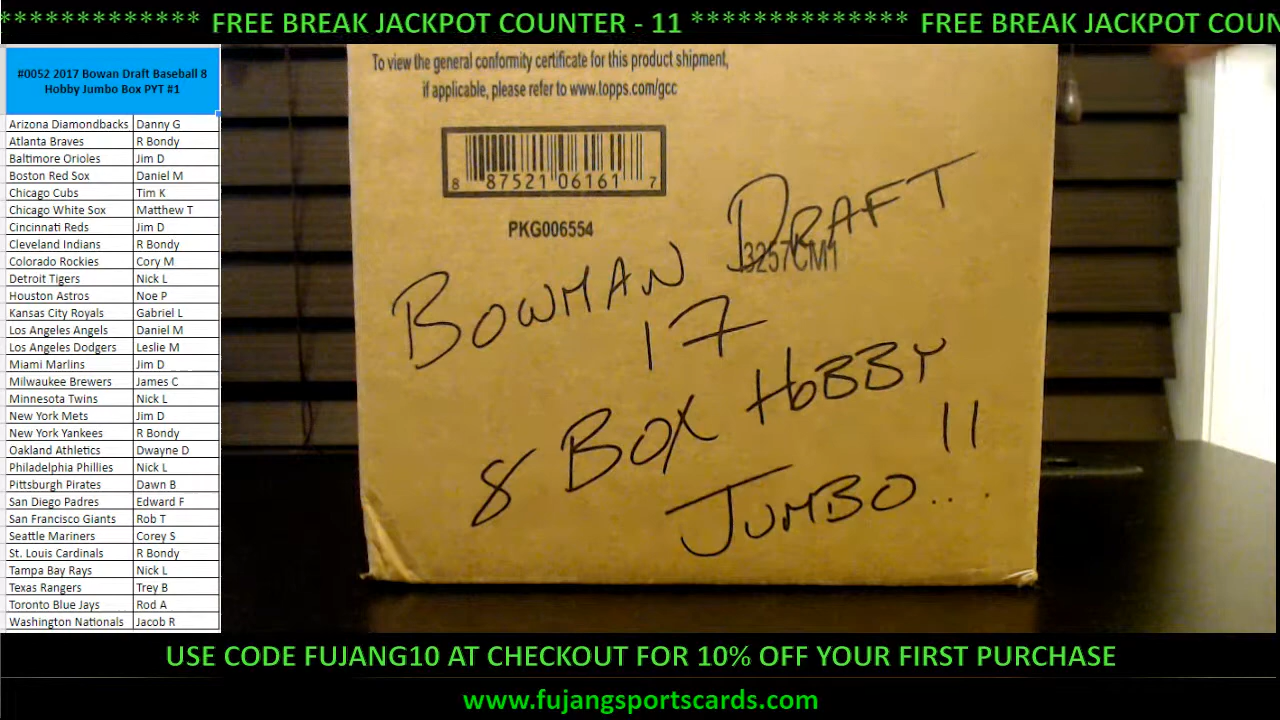 ************* FREE BREAK JACKPOT COUNTER - 11 ************** FREE BREAK JACKPOT COUN
#0052 2017 Bowan Draft Baseball 8
Hobby Jumbo Box PYT #1
Arizona Diamondbacks Danny G
Atlanta Braves R Bondy
Baltimore Orioles Jim D
Boston Red Sox Daniel M
Chicago Cubs Tim K
Chicago White Sox Matthew T
Cincinnati Reds Jim D
Cleveland Indians R Bondy
Colorado Rockies Cory M
Detroit Tigers Nick L
Houston Astros Noe P
Kansas City Royals Gabriel L
Los Angeles Angels Daniel M
Los Angeles Dodgers Leslie M
Miami Marlins Jim D
Milwaukee Brewers James C
Minnesota Twins Nick L
New York Mets Jim D
New York Yankees R Bondy
Oakland Athletics Dwayne D
Philadelphia Phillies Nick L
Pittsburgh Pirates Dawn B
San Diego Padres Edward F
San Francisco Giants Rob T
Seattle Mariners Corey S
St. Louis Cardinals R Bondy
Tampa Bay Rays Nick L
Texas Rangers Trey B
Toronto Blue Jays Rod A
Washington Nationals Jacob R
To view the general conformity certificate for this product shipment,
if applicable, please refer to www.topps.com/gcc
8 87521 06161 7
PKG006554
3257CM1
BOWMAN DRAFT
17
8 BOX HOBBY
JUMBO.... !!
USE CODE FUJANG10 AT CHECKOUT FOR 10% OFF YOUR FIRST PURCHASE
www.fujangsportscards.com